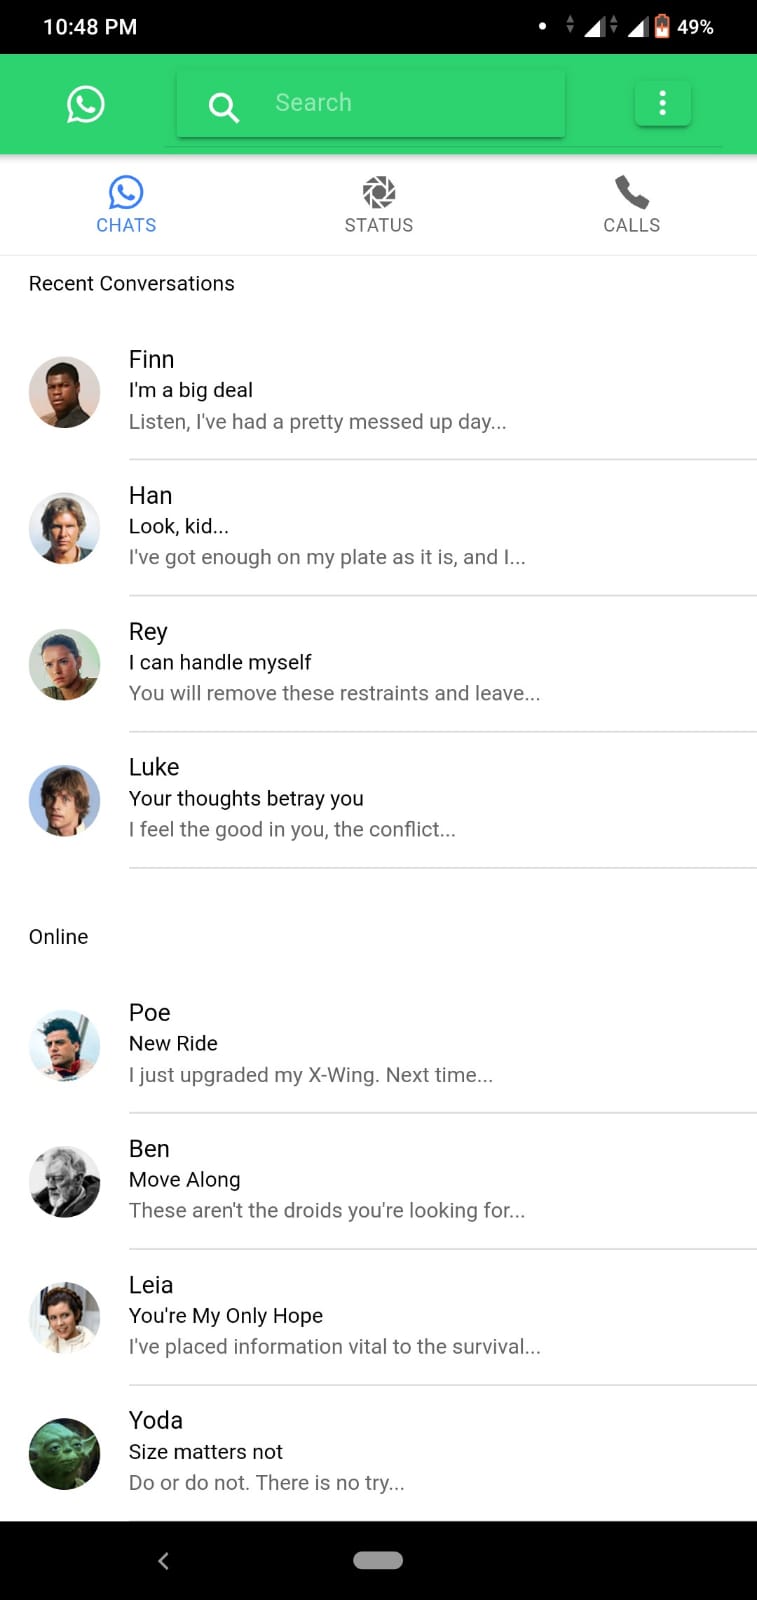 10:48 PM
49%
Search
CHATS
STATUS
CALLS
Recent Conversations
Finn
I'm a big deal
Listen, I've had a pretty messed up day...
Han
Look, kid...
I've got enough on my plate as it is, and I...
Rey
I can handle myself
You will remove these restraints and leave...
Luke
Your thoughts betray you
I feel the good in you, the conflict...
Online
Poe
New Ride
I just upgraded my X-Wing. Next time...
Ben
Move Along
These aren't the droids you're looking for...
Leia
You're My Only Hope
I've placed information vital to the survival...
Yoda
Size matters not
Do or do not. There is no try...